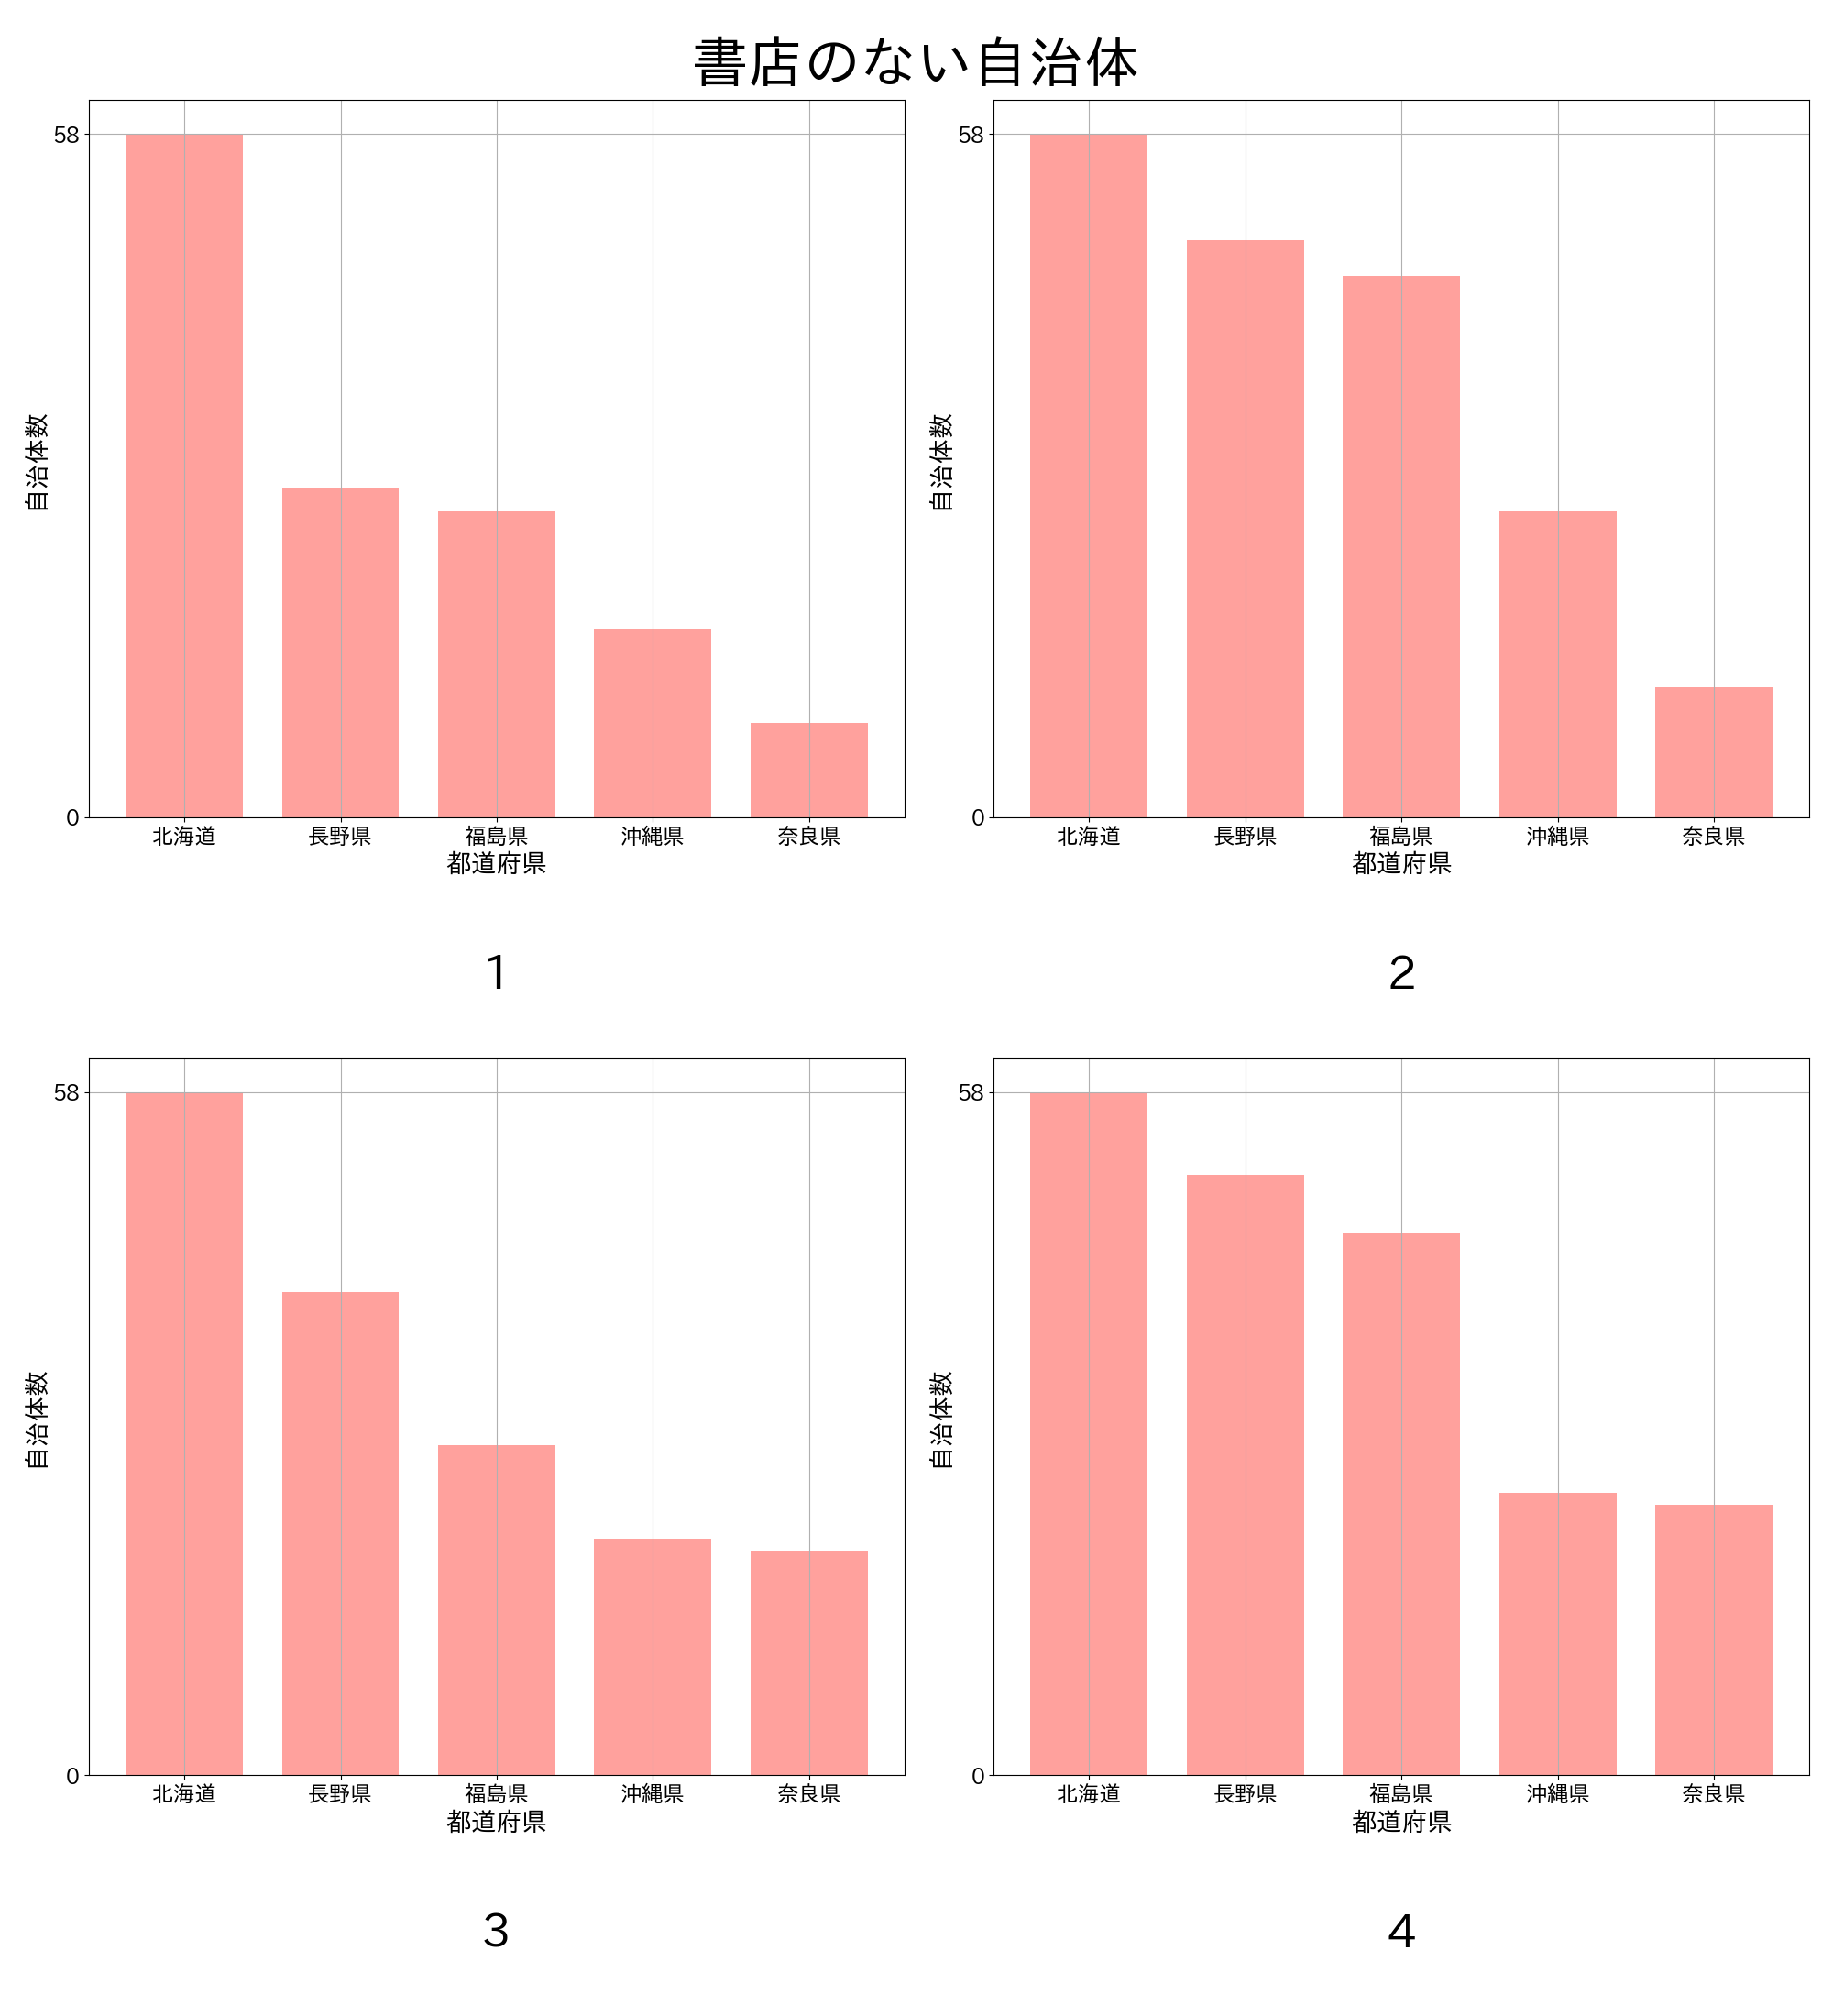 書店のない自治体
58
0
自治体数
北海道 長野県 福島県 沖縄県 奈良県
都道府県
1
58
0
自治体数
北海道 長野県 福島県 沖縄県 奈良県
都道府県
2
58
0
自治体数
北海道 長野県 福島県 沖縄県 奈良県
都道府県
3
58
0
自治体数
北海道 長野県 福島県 沖縄県 奈良県
都道府県
4